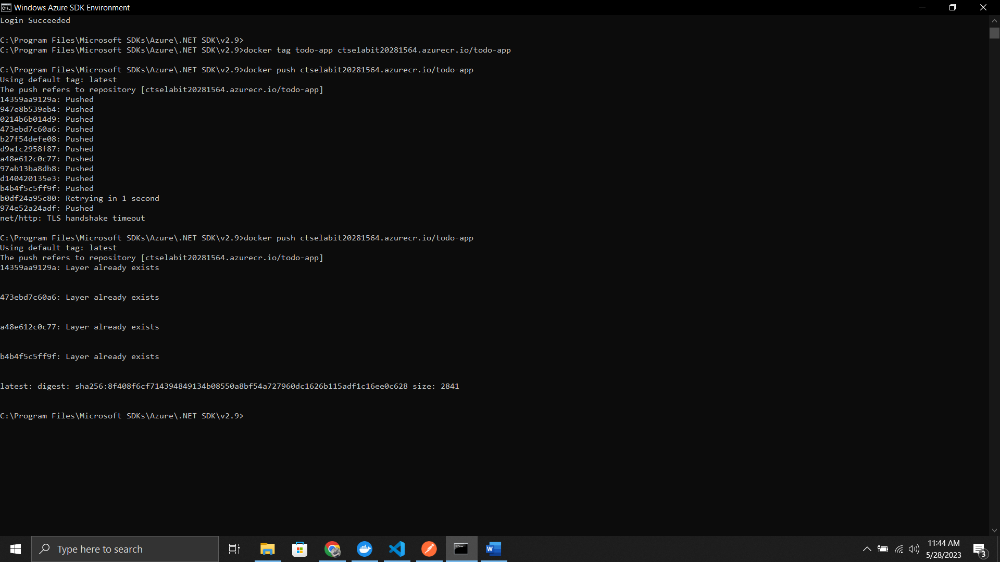 Windows Azure SDK Environment
Login Succeeded
C:\Program Files\Microsoft SDKs\Azure\.NET SDK\v2.9>
C:\Program Files\Microsoft SDKs\Azure\.NET SDK\v2.9>docker tag todo-app ctselabit20281564.azurecr.io/todo-app
C:\Program Files\Microsoft SDKs\Azure\.NET SDK\v2.9>docker push ctselabit20281564.azurecr.io/todo-app
Using default tag: latest
The push refers to repository [ctselabit20281564.azurecr.io/todo-app]
14359aa9129a: Pushed
947e8b539eb4: Pushed
0214b6b014d9: Pushed
473ebd7c60a6: Pushed
b27f54defe08: Pushed
d9a1c2958f87: Pushed
a48e612c0c77: Pushed
97ab13ba8db8: Pushed
d140420135e3: Pushed
b4b4f5c5ff9f: Pushed
b0df24a95c80: Retrying in 1 second
974e52a24adf: Pushed
net/http: TLS handshake timeout
C:\Program Files\Microsoft SDKs\Azure\.NET SDK\v2.9>docker push ctselabit20281564.azurecr.io/todo-app
Using default tag: latest
The push refers to repository [ctselabit20281564.azurecr.io/todo-app]
14359aa9129a: Layer already exists
473ebd7c60a6: Layer already exists
a48e612c0c77: Layer already exists
b4b4f5c5ff9f: Layer already exists
latest: digest: sha256:8f408f6cf714394849134b08550a8bf54a727960dc1626b115adf1c16ee0c628 size: 2841
C:\Program Files\Microsoft SDKs\Azure\.NET SDK\v2.9>
Type here to search
11:44 AM
5/28/2023
3